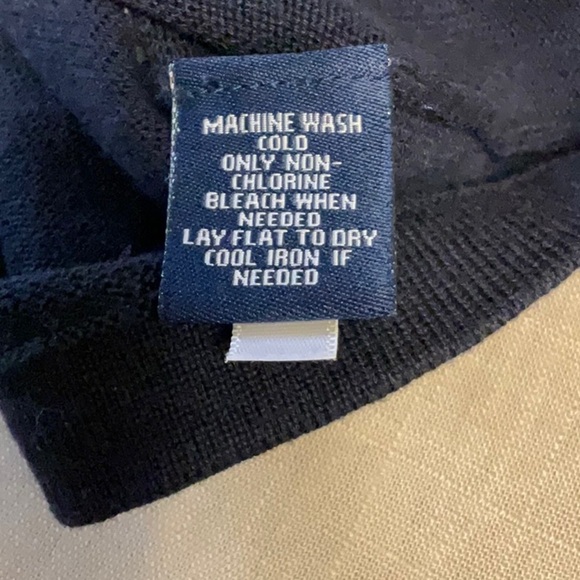 MACHINE WASH
COLD
ONLY NON-
CHLORINE
BLEACH WHEN
NEEDED
LAY FLAT TO DRY
COOL IRON IF
NEEDED